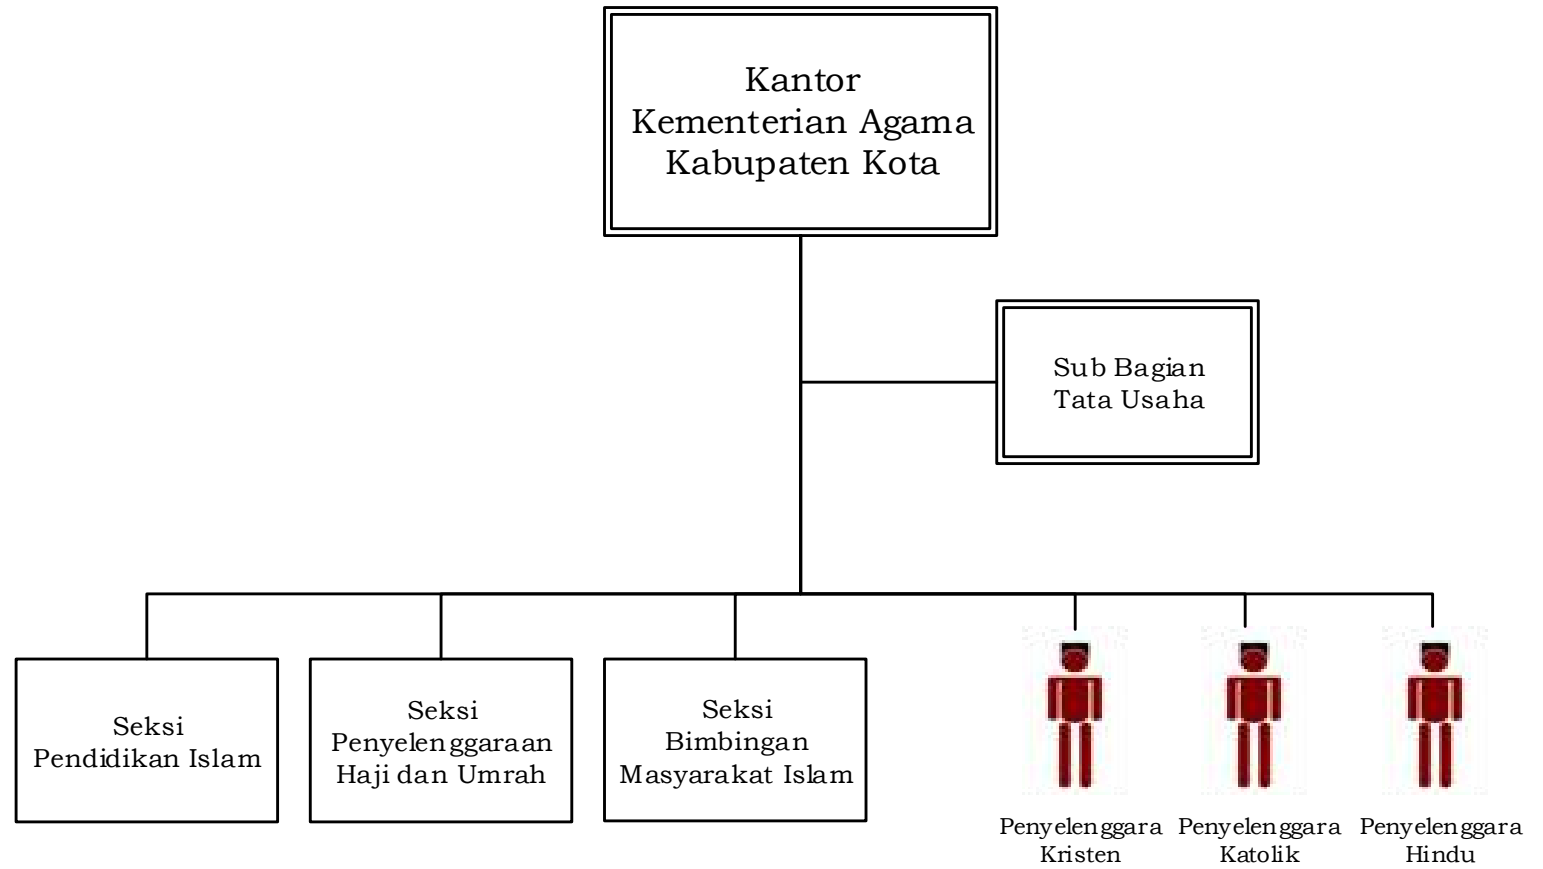 Kantor
Kementerian Agama
Kabupaten Kota
Sub Bagian
Tata Usaha
Seksi
Pendidikan Islam
Seksi
Penyelenggaraan
Haji dan Umrah
Seksi
Bimbingan
Masyarakat Islam
Penyelenggara
Kristen
Penyelenggara
Katolik
Penyelenggara
Hindu